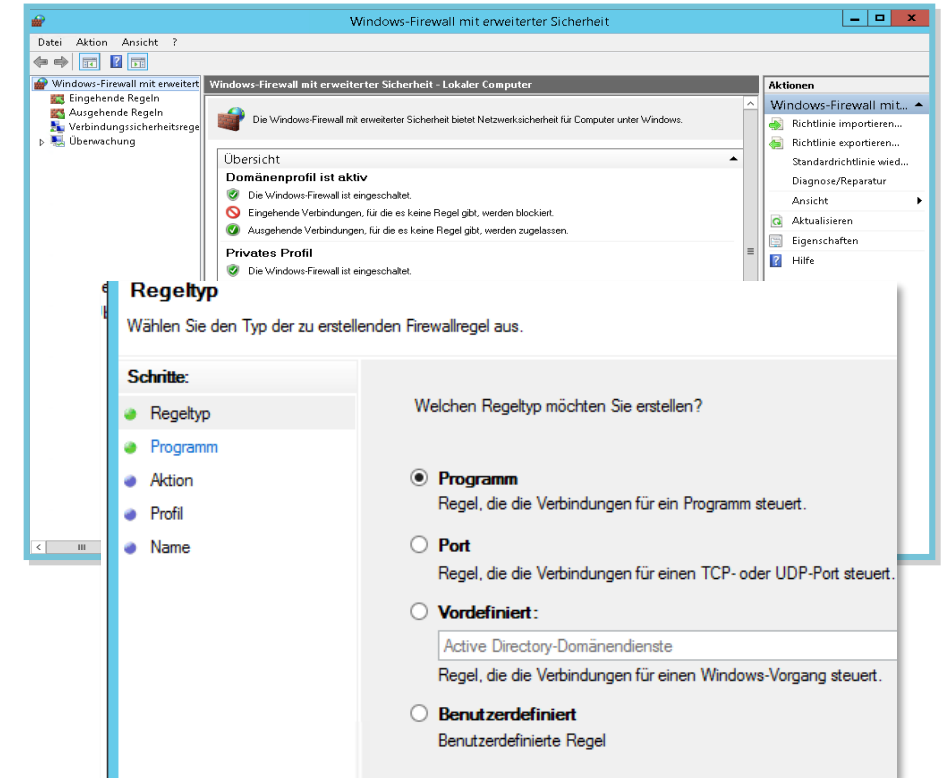 Windows-Firewall mit erweiterter Sicherheit
Datei Aktion Ansicht ?
Windows-Firewall mit erweitert
Eingehende Regeln
Ausgehende Regeln
Verbindungssicherheitsrege
Überwachung
Windows-Firewall mit erweiterter Sicherheit - Lokaler Computer
Die Windows-Firewall mit erweiterter Sicherheit bietet Netzwerksicherheit für Computer unter Windows.
Übersicht
Domänenprofil ist aktiv
Die Windows-Firewall ist eingeschaltet.
Eingehende Verbindungen, für die es keine Regel gibt, werden blockiert.
Ausgehende Verbindungen, für die es keine Regel gibt, werden zugelassen.
Privates Profil
Die Windows-Firewall ist eingeschaltet.
Aktionen
Windows-Firewall mit...
Richtlinie importieren...
Richtlinie exportieren...
Standardrichtlinie wied...
Diagnose/Reparatur
Ansicht
Aktualisieren
Eigenschaften
Hilfe
Regeltyp
Wählen Sie den Typ der zu erstellenden Firewallregel aus.
Schritte:
Regeltyp
Programm
Aktion
Profil
Name
Welchen Regeltyp möchten Sie erstellen?
Programm
Regel, die die Verbindungen für ein Programm steuert.
Port
Regel, die die Verbindungen für einen TCP- oder UDP-Port steuert.
Vordefiniert:
Active Directory-Domänendienste
Regel, die die Verbindungen für einen Windows-Vorgang steuert.
Benutzerdefiniert
Benutzerdefinierte Regel